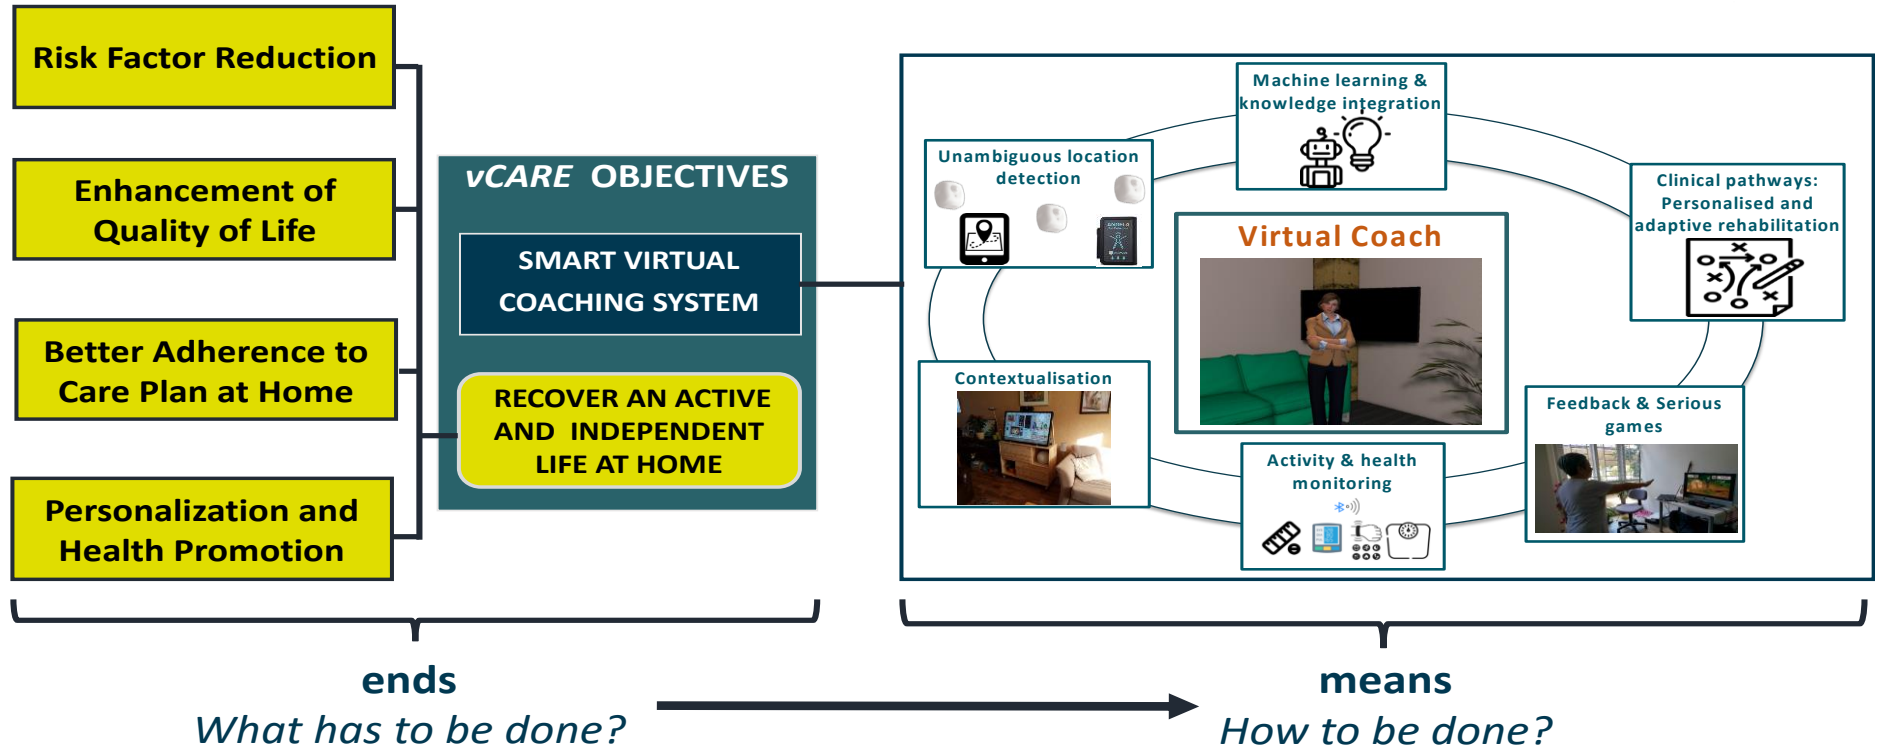 Risk Factor Reduction
Enhancement of
Quality of Life
Better Adherence to
Care Plan at Home
Personalization and
Health Promotion
vCARE OBJECTIVES
SMART VIRTUAL
COACHING SYSTEM
RECOVER AN ACTIVE
AND INDEPENDENT
LIFE AT HOME
Machine learning &
knowledge integration
Unambiguous location
detection
Clinical pathways:
Personalised and
adaptive rehabilitation
Virtual Coach
Contextualisation
Feedback & Serious
games
Activity & health
monitoring
ends
What has to be done?
means
How to be done?